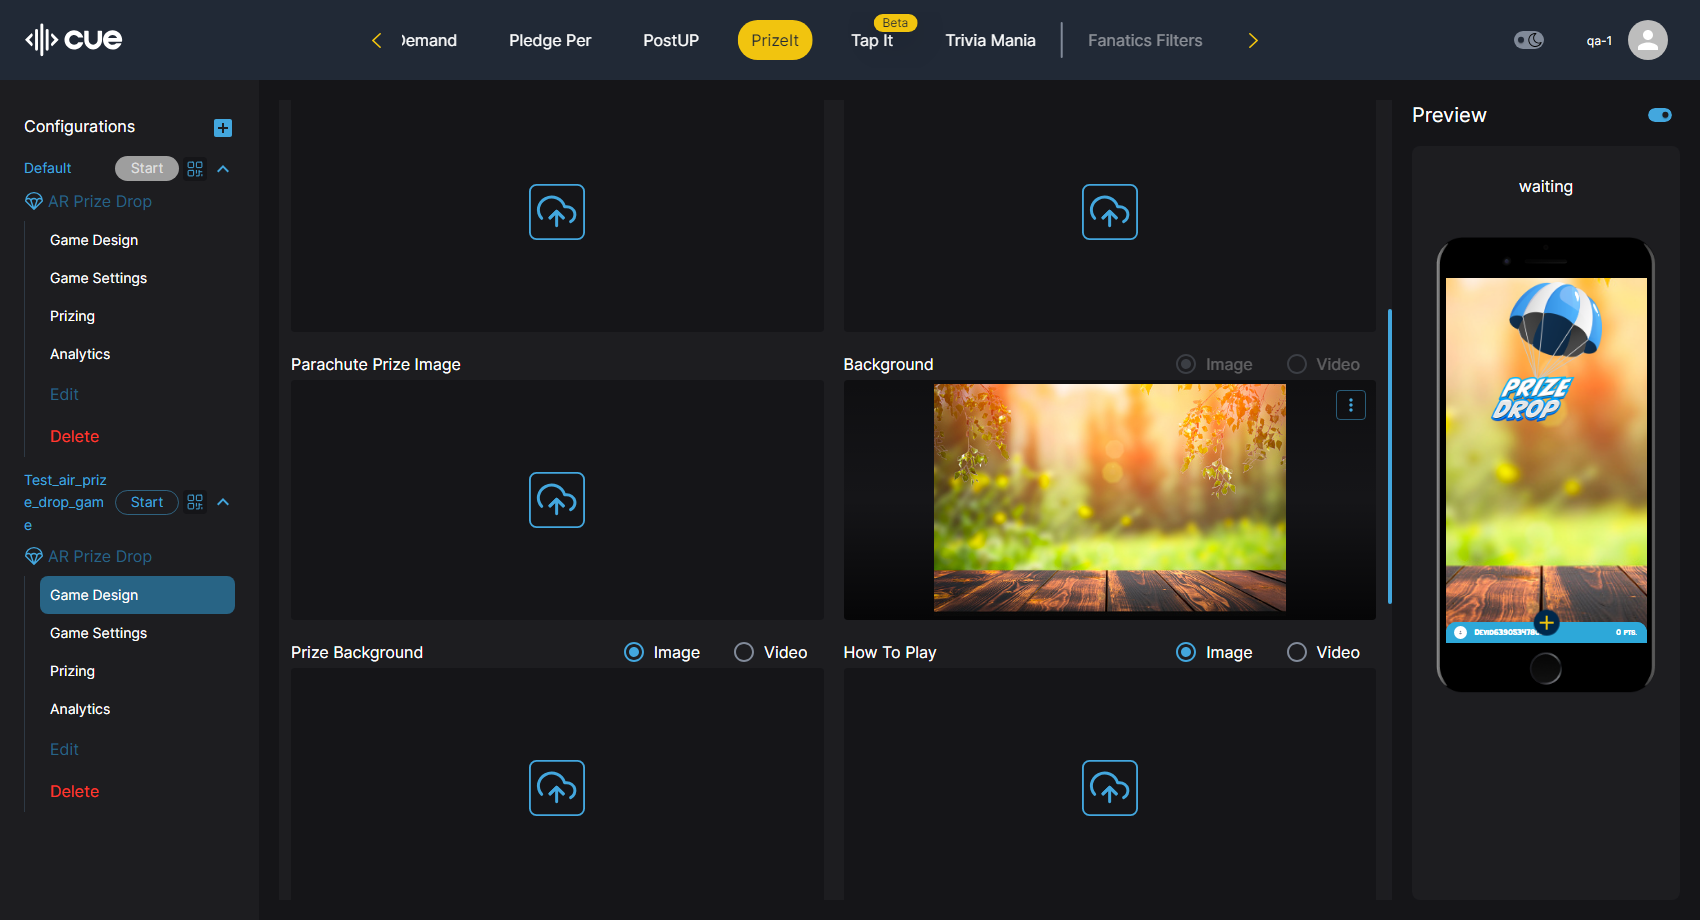 cue
Demand
Pledge Per
PostUP
PrizeIt
Beta
Tap It
Trivia Mania
Fanatics Filters
qa-1
Configurations
Default
Start
AR Prize Drop
Game Design
Game Settings
Prizing
Analytics
Edit
Delete
Test_air_priz
e_drop_gam
e
Start
AR Prize Drop
Game Design
Game Settings
Prizing
Analytics
Edit
Delete
Parachute Prize Image
Background
Image
Video
Prize Background
Image
Video
How To Play
Image
Video
Preview
waiting
PRIZE
DROP
0 PTS.